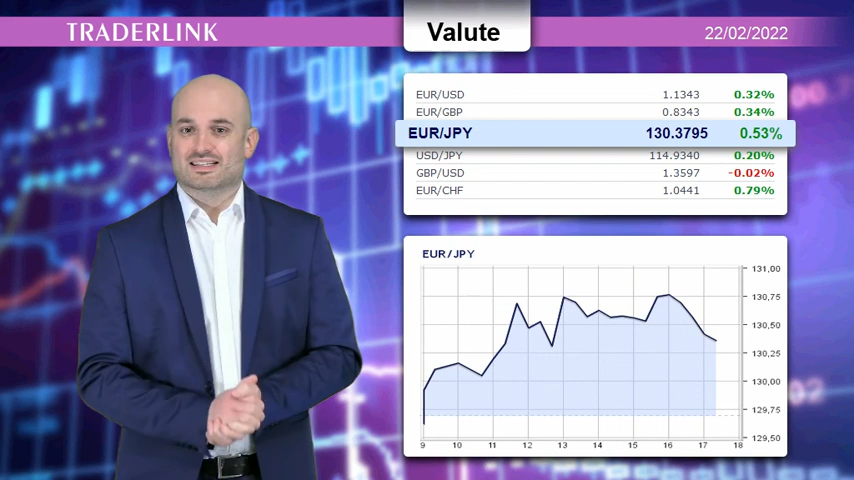 TRADERLINK
Valute
22/02/2022
EUR/USD 1.1343 0.32%
EUR/GBP 0.8343 0.34%
EUR/JPY 130.3795 0.53%
USD/JPY 114.9340 0.20%
GBP/USD 1.3597 -0.02%
EUR/CHF 1.0441 0.79%
EUR/JPY
131,00
130,75
130,50
130,25
130,00
129,75
129,50
9 10 11 12 13 14 15 16 17 18